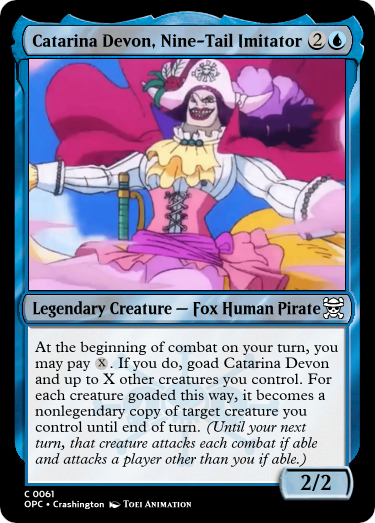 Catarina Devon, Nine-Tail Imitator 2
Legendary Creature — Fox Human Pirate
At the beginning of combat on your turn, you
may pay X. If you do, goad Catarina Devon
and up to X other creatures you control. For
each creature goaded this way, it becomes a
nonlegendary copy of target creature you
control until end of turn. (Until your next
turn, that creature attacks each combat if able
and attacks a player other than you if able.)
2/2
C 0061
OPC • Crashington TOEI ANIMATION